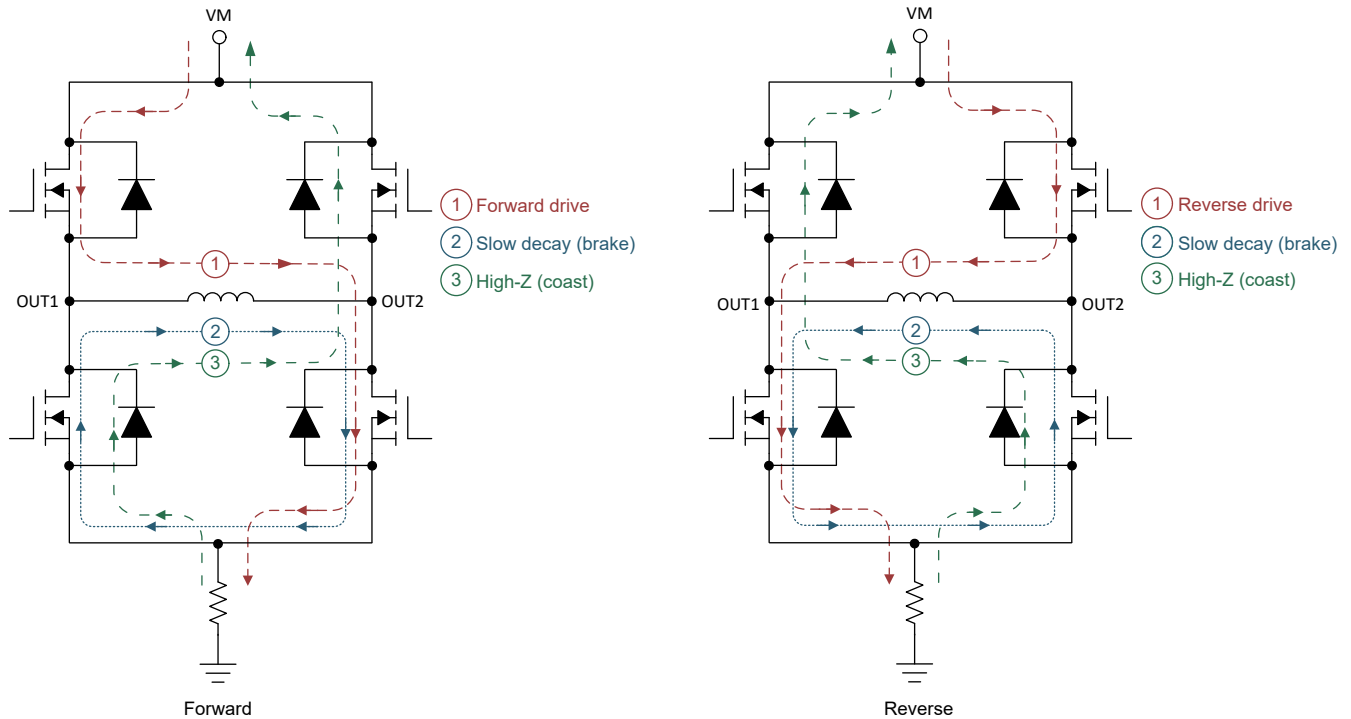 VM
1 Forward drive
2 Slow decay (brake)
3 High-Z (coast)
1
OUT1
OUT2
2
3
Forward
VM
1 Reverse drive
2 Slow decay (brake)
3 High-Z (coast)
1
OUT1
OUT2
2
3
Reverse